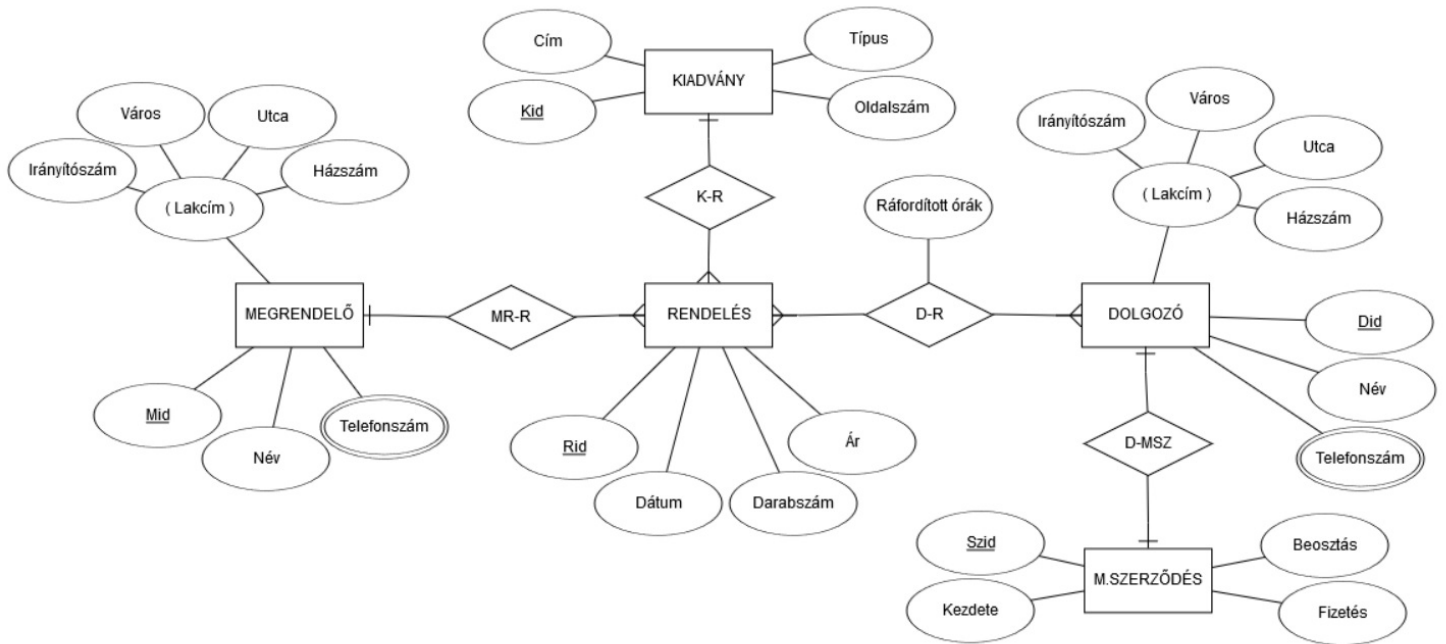 Cím
Típus
KIADVÁNY
Kid
Oldalszám
Város
Utca
Irányítószám
Házszám
( Lakcím )
K-R
Ráfordított órák
Irányítószám
Város
Utca
( Lakcím )
Házszám
MEGRENDELŐ
MR-R
RENDELÉS
D-R
DOLGOZÓ
Did
Mid
Név
Telefonszám
Rid
Dátum
Darabszám
Ár
Név
D-MSZ
Telefonszám
Szid
Beosztás
M.SZERZŐDÉS
Kezdete
Fizetés